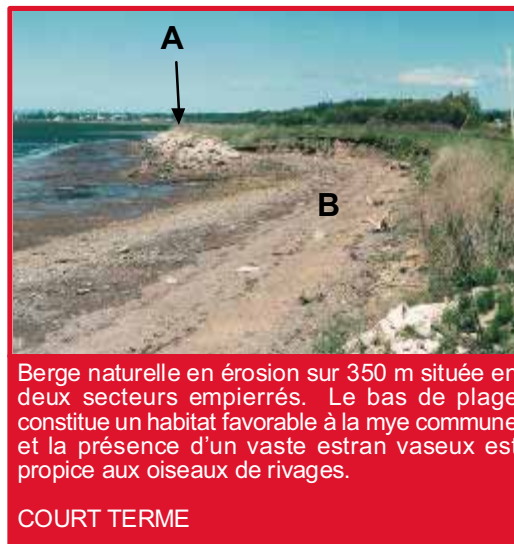 A
B
Berge naturelle en érosion sur 350 m située en
deux secteurs empierrés. Le bas de plage
constitue un habitat favorable à la mye commune
et la présence d'un vaste estran vaseux est
propice aux oiseaux de rivages.
COURT TERME